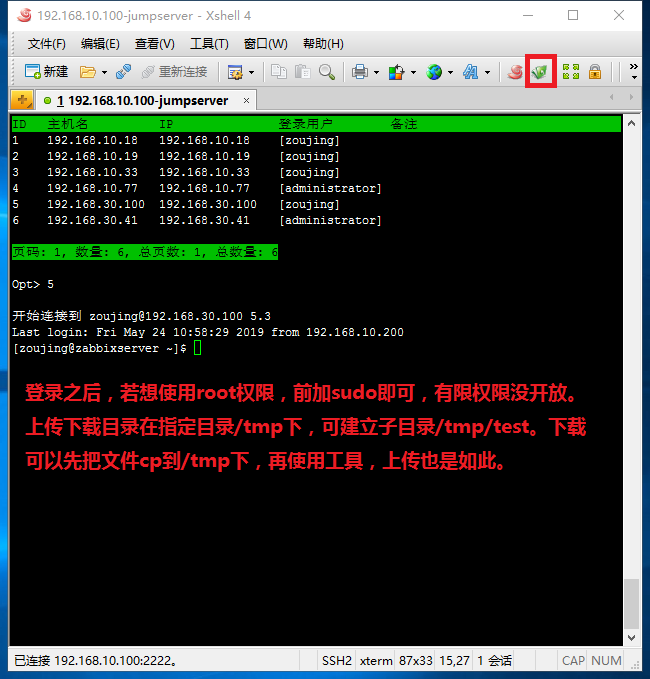 192.168.10.100-jumpserver - Xshell 4
文件(F) 编辑(E) 查看(V) 工具(T) 窗口(W) 帮助(H)
新建 重新连接
1 192.168.10.100-jumpserver ×
ID 主机名 IP 登录用户 备注
1 192.168.10.18 192.168.10.18 [zoujing]
2 192.168.10.19 192.168.10.19 [zoujing]
3 192.168.10.33 192.168.10.33 [zoujing]
4 192.168.10.77 192.168.10.77 [administrator]
5 192.168.30.100 192.168.30.100 [zoujing]
6 192.168.30.41 192.168.30.41 [administrator]
页码: 1, 数量: 6, 总页数: 1, 总数量: 6
Opt> 5
开始连接到 zoujing@192.168.30.100 5.3
Last login: Fri May 24 10:58:29 2019 from 192.168.10.200
[zoujing@zabbixserver ~]$
登录之后，若想使用root权限，前加sudo即可，有限权限没开放。
上传下载目录在指定目录/tmp下，可建立子目录/tmp/test。下载
可以先把文件cp到/tmp下，再使用工具，上传也是如此。
已连接 192.168.10.100:2222。 SSH2 xterm 87x33 15,27 1 会话 CAP NUM